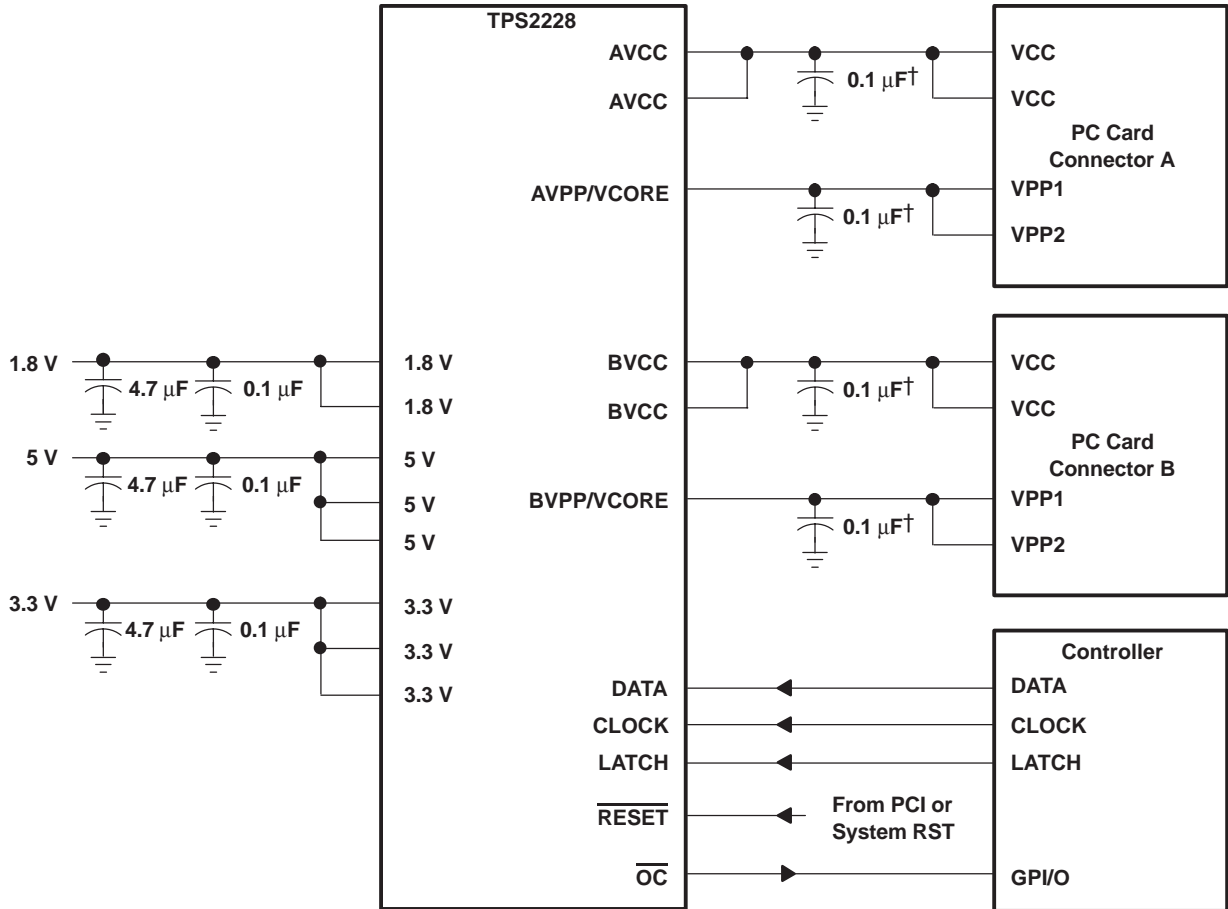 TPS2228
AVCC
AVCC
AVPP/VCORE
0.1 μF†
0.1 μF†
VCC
VCC
PC Card
Connector A
VPP1
VPP2
1.8 V
4.7 μF
0.1 μF
1.8 V
1.8 V
5 V
4.7 μF
0.1 μF
5 V
5 V
5 V
3.3 V
4.7 μF
0.1 μF
3.3 V
3.3 V
3.3 V
BVCC
BVCC
BVPP/VCORE
0.1 μF†
0.1 μF†
VCC
VCC
PC Card
Connector B
VPP1
VPP2
DATA
CLOCK
LATCH
RESET
OC
From PCI or
System RST
Controller
DATA
CLOCK
LATCH
GPI/O